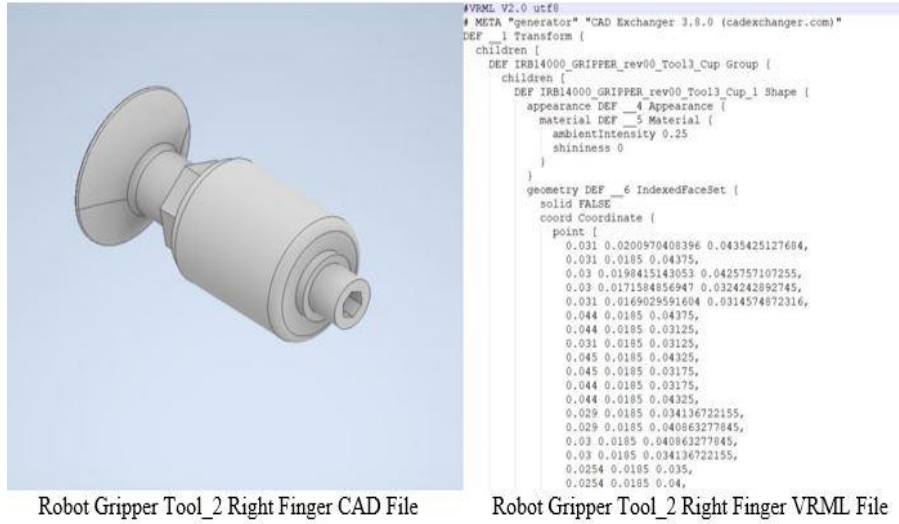 #VRML V2.0 utf8
# META "generator" "CAD Exchanger 3.8.0 (cadexchanger.com)"
DEF __1 Transform {
children [
DEF IRB14000_GRIPPER_rev00_Tool3_Cup Group {
children [
DEF IRB14000_GRIPPER_rev00_Tool3_Cup_1 Shape {
appearance DEF __4 Appearance {
material DEF __5 Material {
ambientIntensity 0.25
shininess 0
}
}
geometry DEF __6 IndexedFaceSet {
solid FALSE
coord Coordinate {
point [
0.031 0.0200970408396 0.0435425127684,
0.031 0.0185 0.04375,
0.03 0.0198415143053 0.0425757107255,
0.03 0.0171584856947 0.0324242892745,
0.031 0.0169029591604 0.0314574872316,
0.044 0.0185 0.04375,
0.044 0.0185 0.03125,
0.031 0.0185 0.03125,
0.045 0.0185 0.04325,
0.045 0.0185 0.03175,
0.044 0.0185 0.03175,
0.044 0.0185 0.04325,
0.029 0.0185 0.034136722155,
0.029 0.0185 0.040863277845,
0.03 0.0185 0.040863277845,
0.03 0.0185 0.034136722155,
0.0254 0.0185 0.035,
0.0254 0.0185 0.04,
Robot Gripper Tool_2 Right Finger CAD File
Robot Gripper Tool_2 Right Finger VRML File